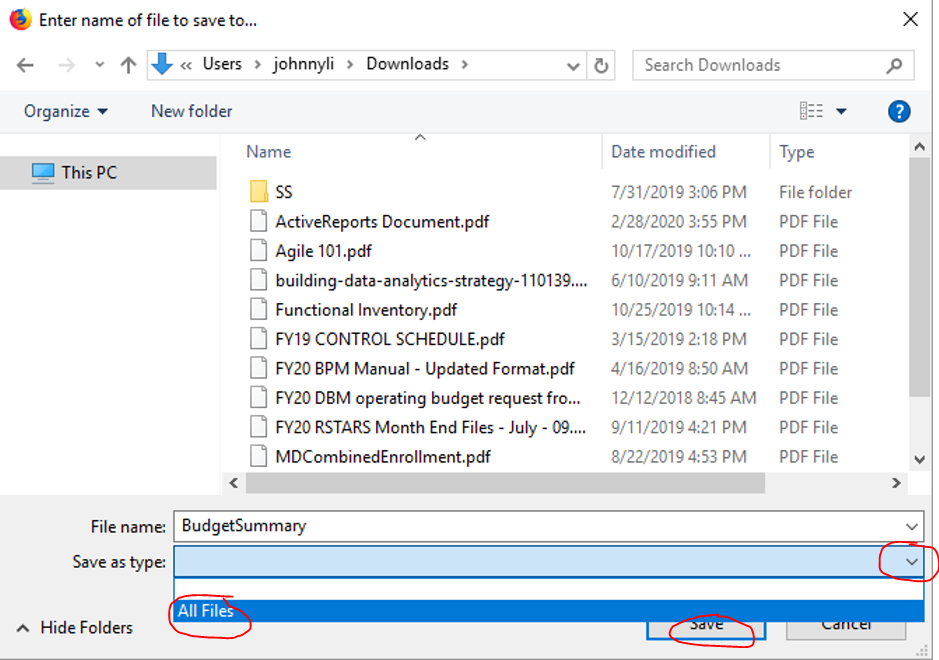 Enter name of file to save to...
« Users > johnnyli > Downloads >
Search Downloads
Organize New folder
?
This PC
Name Date modified Type
SS 7/31/2019 3:06 PM File folder
ActiveReports Document.pdf 2/28/2020 3:55 PM PDF File
Agile 101.pdf 10/17/2019 10:10 ... PDF File
building-data-analytics-strategy-110139.... 6/10/2019 9:11 AM PDF File
Functional Inventory.pdf 10/25/2019 10:14 ... PDF File
FY19 CONTROL SCHEDULE.pdf 3/15/2019 2:18 PM PDF File
FY20 BPM Manual - Updated Format.pdf 4/16/2019 8:50 AM PDF File
FY20 DBM operating budget request fro... 12/12/2018 8:45 AM PDF File
FY20 RSTARS Month End Files - July - 09.... 9/11/2019 4:21 PM PDF File
MDCombinedEnrollment.pdf 8/22/2019 4:53 PM PDF File
File name: BudgetSummary
Save as type:
All Files
Hide Folders Save Cancel